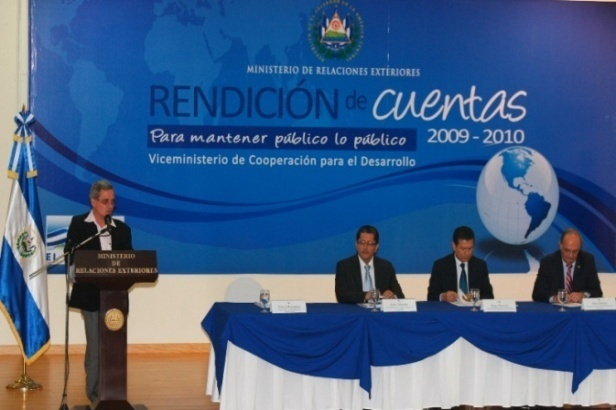 MINISTERIO DE RELACIONES EXTERIORES
RENDICIÓN de cuentas
Para mantener público lo público
2009 - 2010
Viceministerio de Cooperación para el Desarrollo
MINISTERIO
DE
RELACIONES EXTERIORES